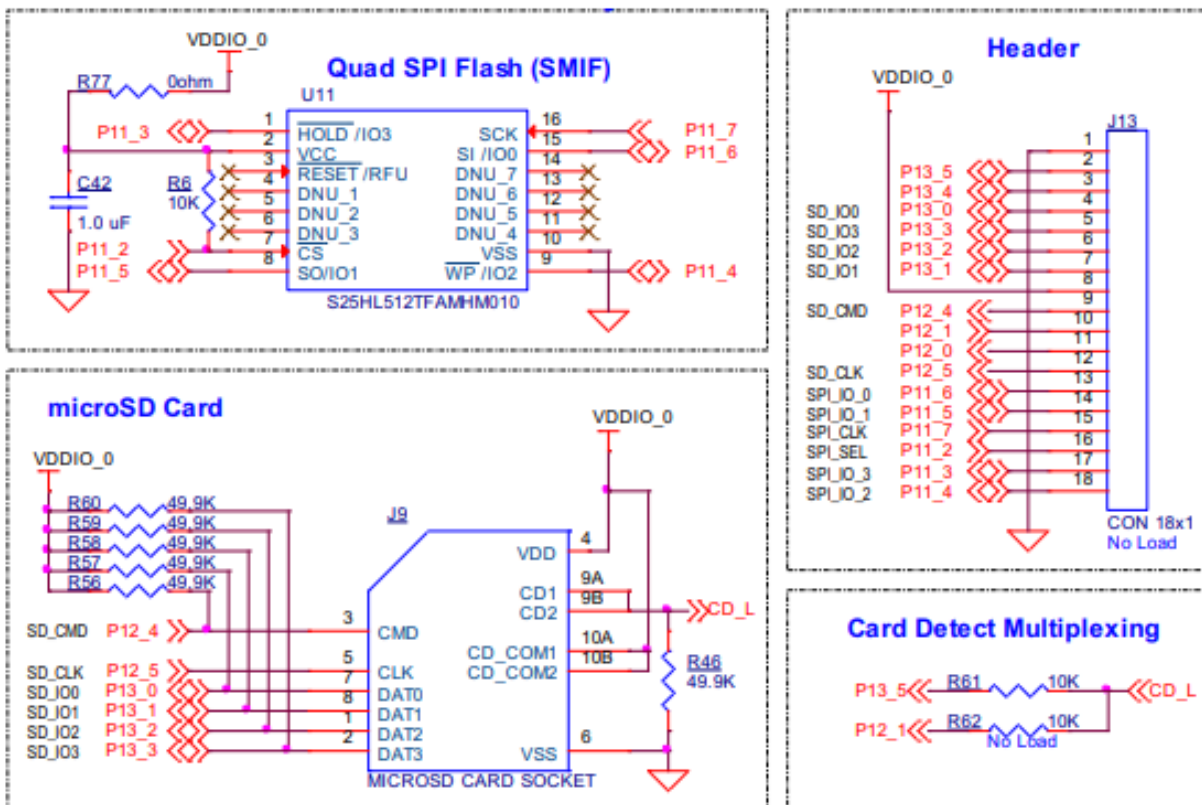 VDDIO_0
R77 0ohm
Quad SPI Flash (SMIF)
U11
P11_3
1 HOLD/IO3
2 VCC
3 RESET/RFU
4 DNU_1
5 DNU_2
6 DNU_3
7 CS
8 SO/IO1
C42
1.0 uF
R6
10K
P11_2
P11_5
SCK 16 P11_7
SI/IO0 15 P11_6
DNU_7 14
DNU_6 13
DNU_5 12
DNU_4 11
VSS 10
WP/IO2 9 P11_4
S25HL512TFAMHM010
Header
VDDIO_0
J13
1
P13_5 2
P13_4 3
SD_IO0 P13_0 4
SD_IO3 P13_3 5
SD_IO2 P13_2 6
SD_IO1 P13_1 7
8
SD_CMD P12_4 9
P12_1 10
P12_0 11
SD_CLK P12_5 12
SPI_IO_0 P11_6 13
SPI_IO_1 P11_5 14
SPI_CLK P11_7 15
SPI_SEL P11_2 16
SPI_IO_3 P11_3 17
SPI_IO_2 P11_4 18
CON 18x1
No Load
microSD Card
VDDIO_0
VDDIO_0
R60 49.9K
R59 49.9K
R58 49.9K
R57 49.9K
R56 49.9K
J9
SD_CMD P12_4 3 CMD
SD_CLK P12_5 5 CLK
SD_IO0 P13_0 7 DAT0
SD_IO1 P13_1 8 DAT1
SD_IO2 P13_2 1 DAT2
SD_IO3 P13_3 2 DAT3
VDD 4
CD1 9A
CD2 9B
CD_L
CD_COM1 10A
CD_COM2 10B
R46
49.9K
VSS 6
MICROSD CARD SOCKET
Card Detect Multiplexing
P13_5 R61 10K CD_L
P12_1 R62 10K
No Load